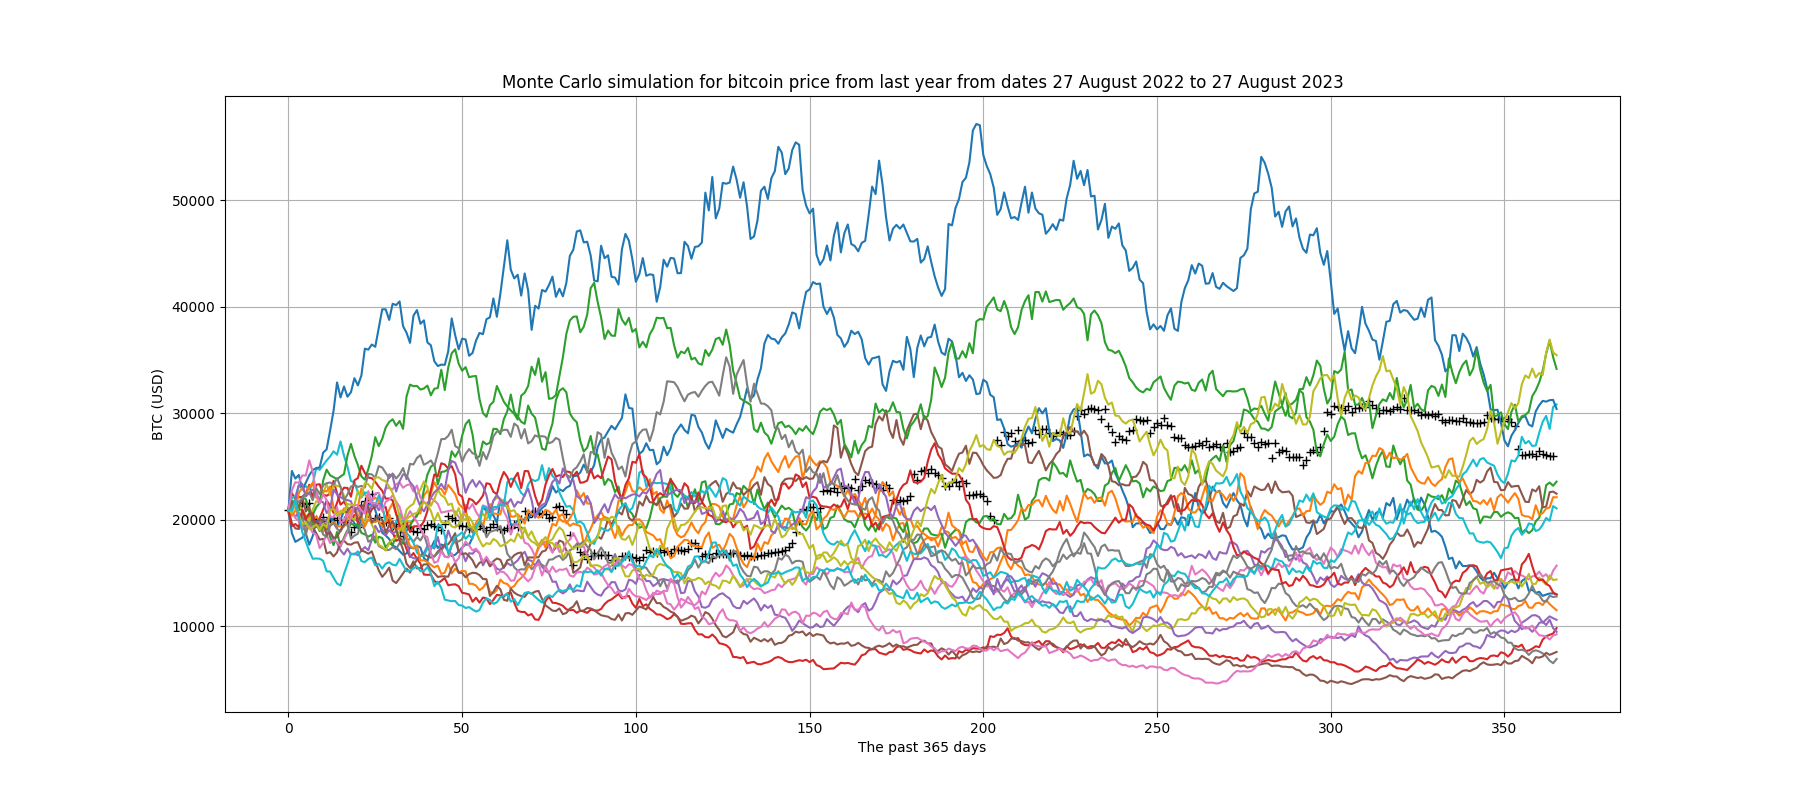 Monte Carlo simulation for bitcoin price from last year from dates 27 August 2022 to 27 August 2023
BTC (USD)
50000
40000
30000
20000
10000
0 50 100 150 200 250 300 350
The past 365 days